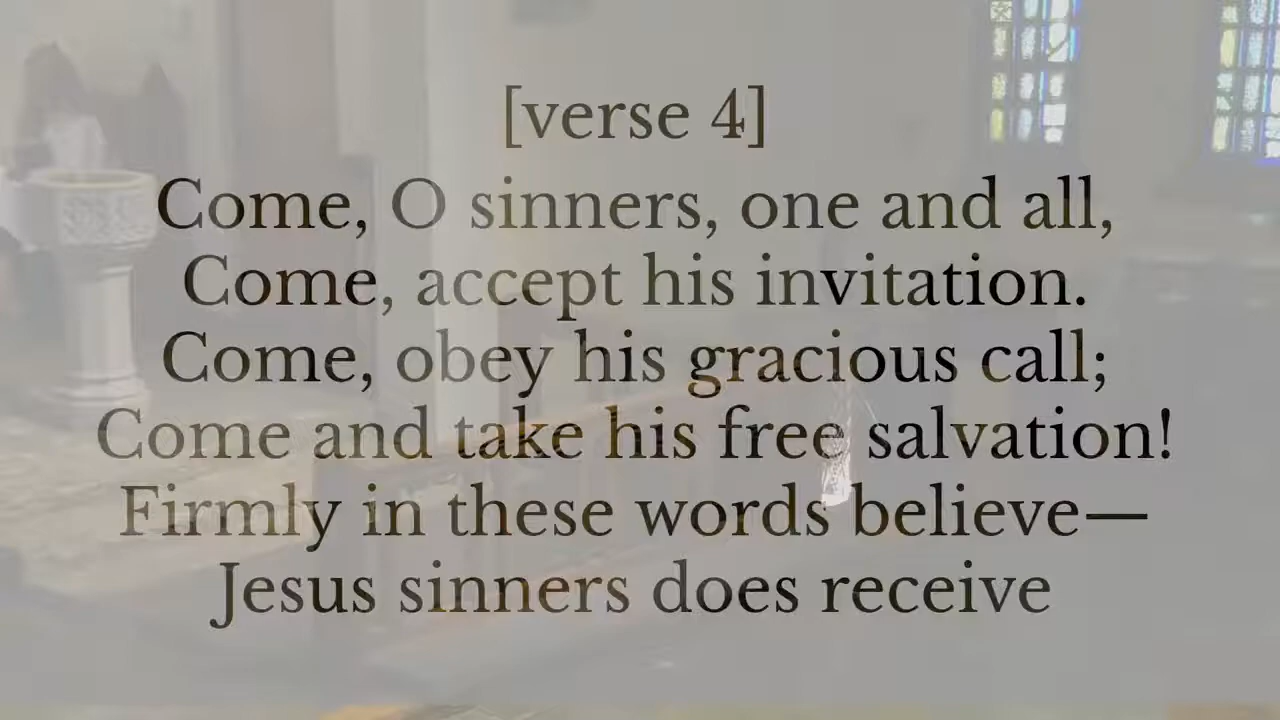 [verse 4]
Come, O sinners, one and all,
Come, accept his invitation.
Come, obey his gracious call;
Come and take his free salvation!
Firmly in these words believe—
Jesus sinners does receive